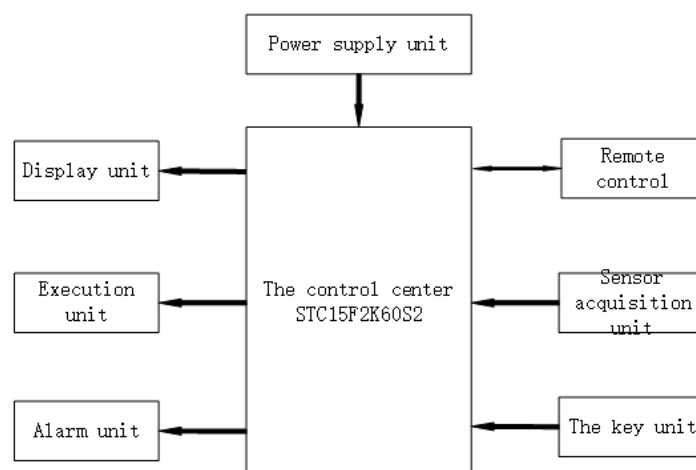 Power supply unit
Display unit
Remote
control
Execution
unit
The control center
STC15F2K60S2
Sensor
acquisition
unit
Alarm unit
The key unit